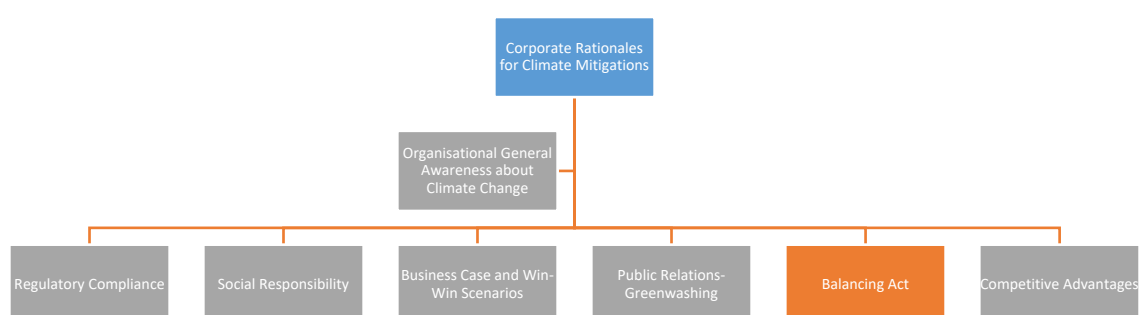 Corporate Rationales
for Climate Mitigations
Organisational General
Awareness about
Climate Change
Regulatory Compliance
Social Responsibility
Business Case and Win-
Win Scenarios
Public Relations-
Greenwashing
Balancing Act
Competitive Advantages